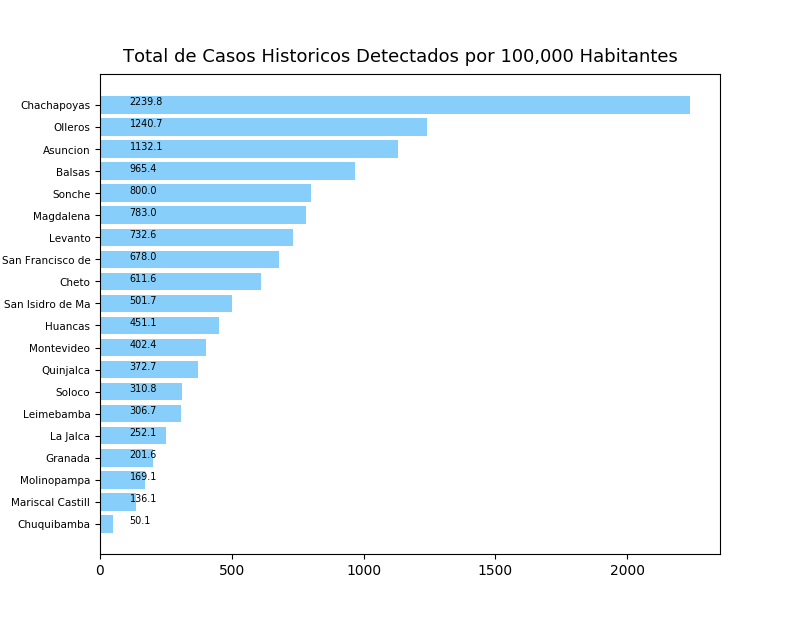 Total de Casos Historicos Detectados por 100,000 Habitantes
Chachapoyas 2239.8
Olleros 1240.7
Asuncion 1132.1
Balsas 965.4
Sonche 800.0
Magdalena 783.0
Levanto 732.6
San Francisco de 678.0
Cheto 611.6
San Isidro de Ma 501.7
Huancas 451.1
Montevideo 402.4
Quinjalca 372.7
Soloco 310.8
Leimebamba 306.7
La Jalca 252.1
Granada 201.6
Molinopampa 169.1
Mariscal Castill 136.1
Chuquibamba 50.1
0 500 1000 1500 2000